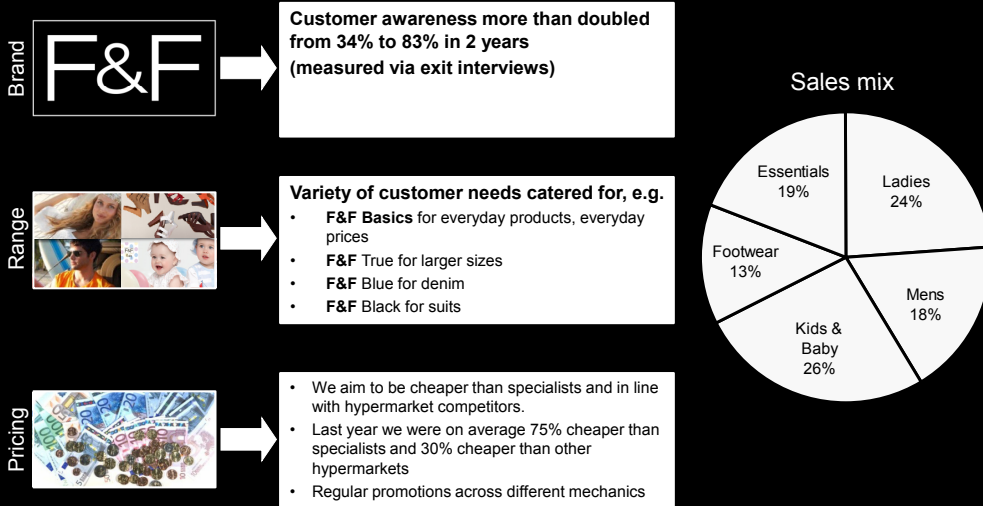 Brand
F&F
Customer awareness more than doubled
from 34% to 83% in 2 years
(measured via exit interviews)
Range
Variety of customer needs catered for, e.g.
• F&F Basics for everyday products, everyday
prices
• F&F True for larger sizes
• F&F Blue for denim
• F&F Black for suits
Pricing
• We aim to be cheaper than specialists and in line
with hypermarket competitors.
• Last year we were on average 75% cheaper than
specialists and 30% cheaper than other
hypermarkets
• Regular promotions across different mechanics
Sales mix
Essentials
19%
Ladies
24%
Footwear
13%
Mens
18%
Kids &
Baby
26%